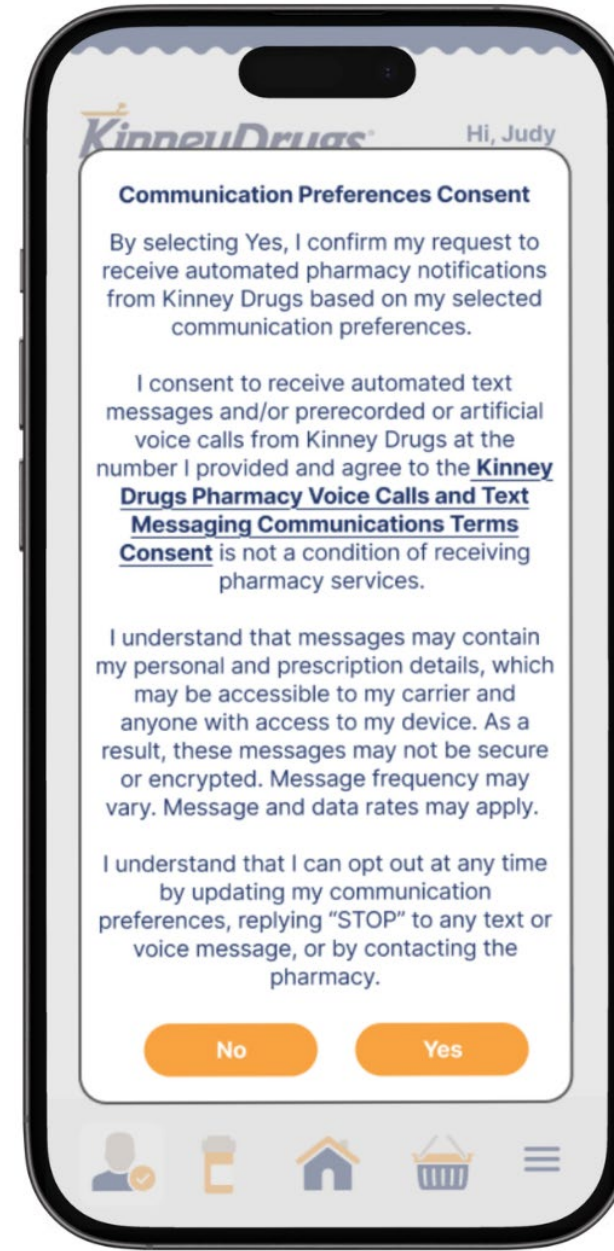 KinneyDrugs
Hi, Judy
Communication Preferences Consent
By selecting Yes, I confirm my request to
receive automated pharmacy notifications
from Kinney Drugs based on my selected
communication preferences.
I consent to receive automated text
messages and/or prerecorded or artificial
voice calls from Kinney Drugs at the
number I provided and agree to the Kinney
Drugs Pharmacy Voice Calls and Text
Messaging Communications Terms
Consent is not a condition of receiving
pharmacy services.
I understand that messages may contain
my personal and prescription details, which
may be accessible to my carrier and
anyone with access to my device. As a
result, these messages may not be secure
or encrypted. Message frequency may
vary. Message and data rates may apply.
I understand that I can opt out at any time
by updating my communication
preferences, replying “STOP” to any text or
voice message, or by contacting the
pharmacy.
No
Yes